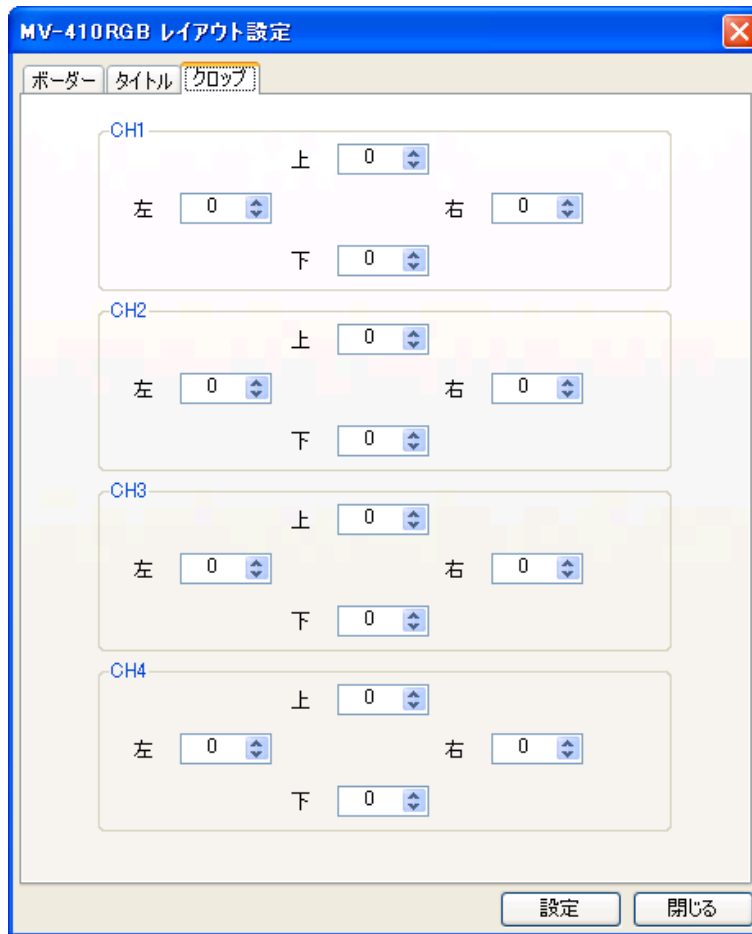 MV-410RGB レイアウト設定
ボーダー タイトル クロップ
CH1
上 0
左 0 右 0
下 0
CH2
上 0
左 0 右 0
下 0
CH3
上 0
左 0 右 0
下 0
CH4
上 0
左 0 右 0
下 0
設定 閉じる